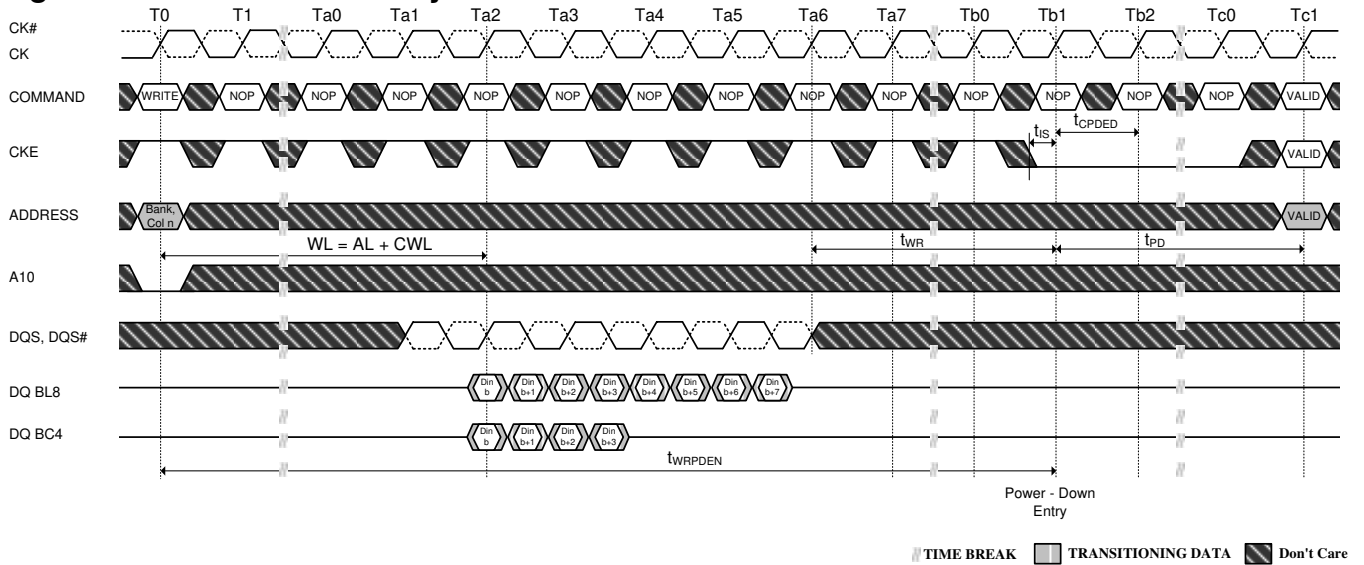 T0 T1 Ta0 Ta1 Ta2 Ta3 Ta4 Ta5 Ta6 Ta7 Tb0 Tb1 Tb2 Tc0 Tc1
CK#
CK
COMMAND WRITE NOP NOP NOP NOP NOP NOP NOP NOP NOP NOP NOP NOP NOP VALID
tIS tCPDED
CKE VALID
ADDRESS Bank, Col n VALID
WL = AL + CWL tWR tPD
A10
DQS, DQS#
DQ BL8 Din b Din b+1 Din b+2 Din b+3 Din b+4 Din b+5 Din b+6 Din b+7
DQ BC4 Din b Din b+1 Din b+2 Din b+3
tWRPDEN
Power - Down
Entry
TIME BREAK TRANSITIONING DATA Don't Care